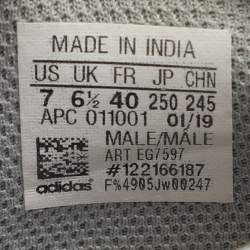 MADE IN INDIA
US UK FR JP CHN
7 6½ 40 250 245
APC 011001 01/19
MALE/MÂLE
ART EG7597
#122166187
adidas F%4905JW00247